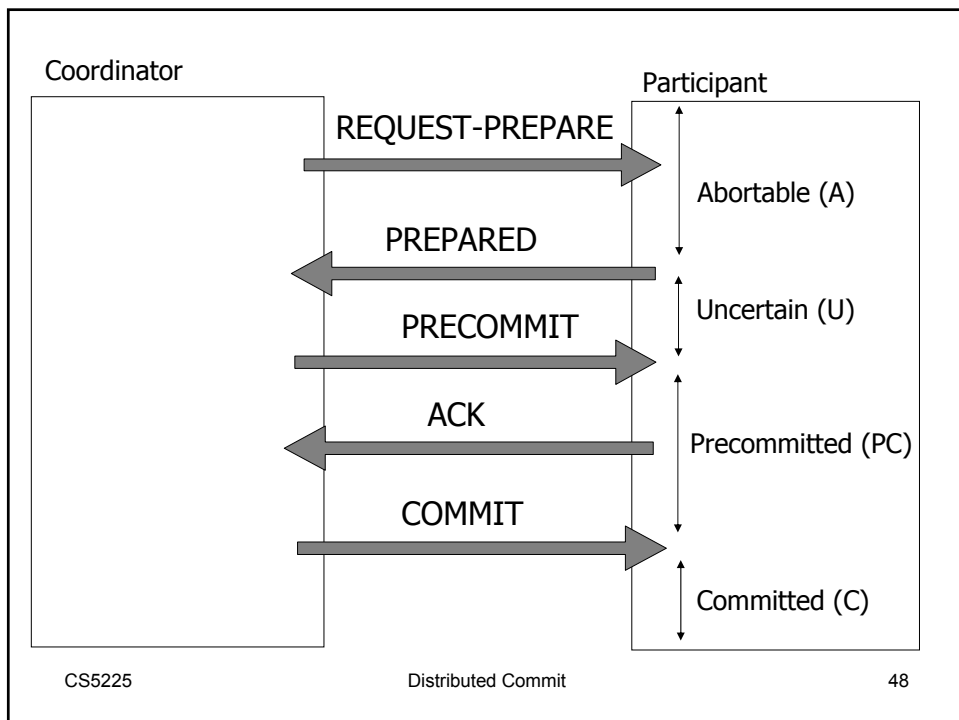 Coordinator
Participant
REQUEST-PREPARE
Abortable (A)
PREPARED
Uncertain (U)
PRECOMMIT
ACK
Precommitted (PC)
COMMIT
Committed (C)
CS5225
Distributed Commit
48